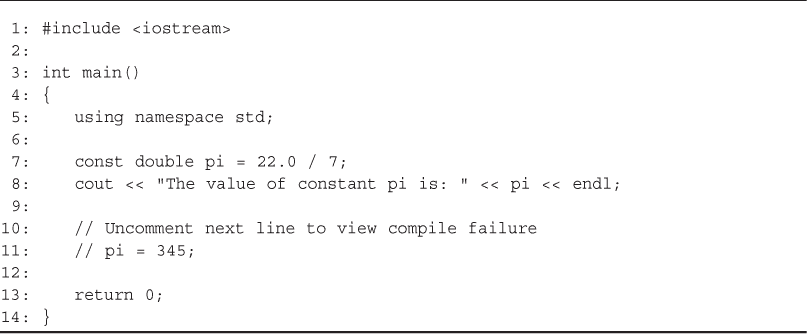 1: #include <iostream>
2:
3: int main()
4: {
5:    using namespace std;
6:
7:    const double pi = 22.0 / 7;
8:    cout << "The value of constant pi is: " << pi << endl;
9:
10:    // Uncomment next line to view compile failure
11:    // pi = 345;
12:
13:    return 0;
14: }